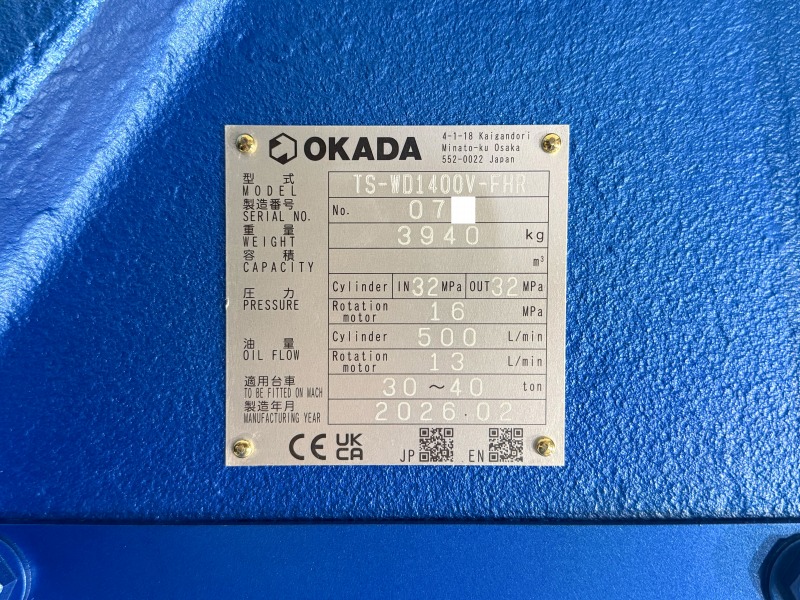 OKADA
4-1-18 Kaigandori
Minato-ku Osaka
552-0022 Japan
型 式
MODEL
TS-WD1400V-FHR
製造番号
SERIAL NO.
No. 07
重 量
WEIGHT
3940 kg
容 積
CAPACITY
m³
圧 力
PRESSURE
Cylinder IN 32 MPa OUT 32 MPa
Rotation motor 16 MPa
油 量
OIL FLOW
Cylinder 500 L/min
Rotation motor 13 L/min
適用台車
TO BE FITTED ON MACH
30～40 ton
製造年月
MANUFACTURING YEAR
2026.02
CE UKCA
JP EN